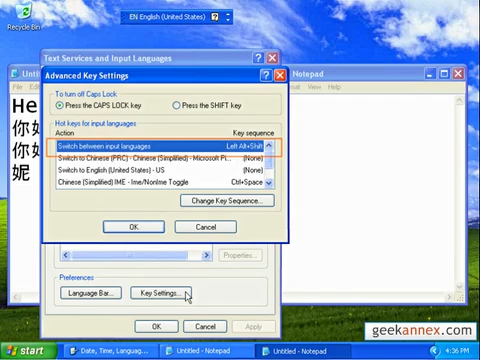 Recycle Bin
EN English (United States)
Text Services and Input Languages
Notepad
Advanced Key Settings
To turn off Caps Lock
Press the CAPS LOCK key
Press the SHIFT key
Hot keys for input languages
Action Key sequence
Switch between input languages Left Alt+Shift
Switch to Chinese (PRC) - Chinese (Simplified) - Microsoft Pi... (None)
Switch to English (United States) - US (None)
Chinese (Simplified) IME - Ime/NonIme Toggle Ctrl+Space
Change Key Sequence...
OK Cancel
He
你
你
妮
Properties...
Preferences
Language Bar... Key Settings...
OK Cancel Apply
geekannex.com
start
Date, Time, Languag...
Untitled - Notepad
Untitled - Notepad
4:36 PM